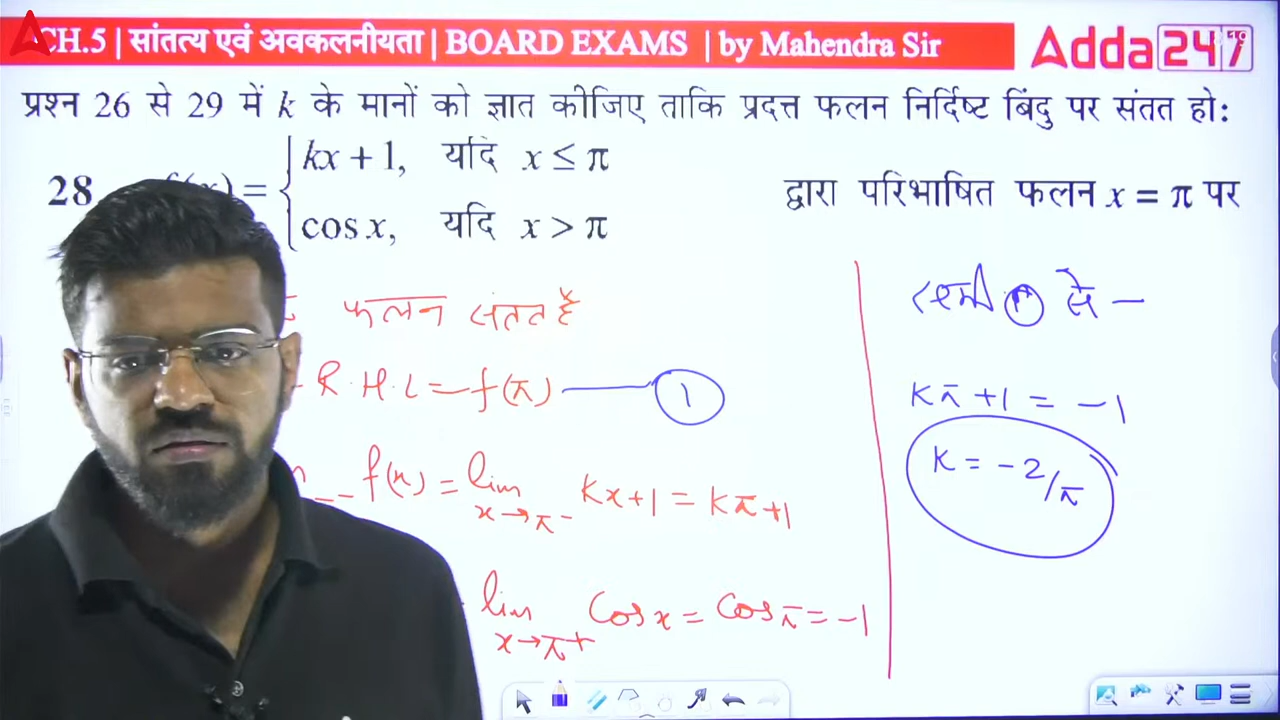 CH.5 | सांतत्य एवं अवकलनीयता | BOARD EXAMS | by Mahendra Sir
Adda247
प्रश्न 26 से 29 में k के मानों को ज्ञात कीजिए ताकि प्रदत्त फलन निर्दिष्ट बिंदु पर संतत हो:
28 f(x) = { kx + 1, यदि x ≤ π
cos x, यदि x > π
द्वारा परिभाषित फलन x = π पर
फलन संतत है
R.H.L = f(π) — 1
f(x) = lim x→π- Kx+1 = Kπ+1
lim x→π+ Cos x = Cos π = -1
समी 1 से —
Kπ+1 = -1
K = -2/π